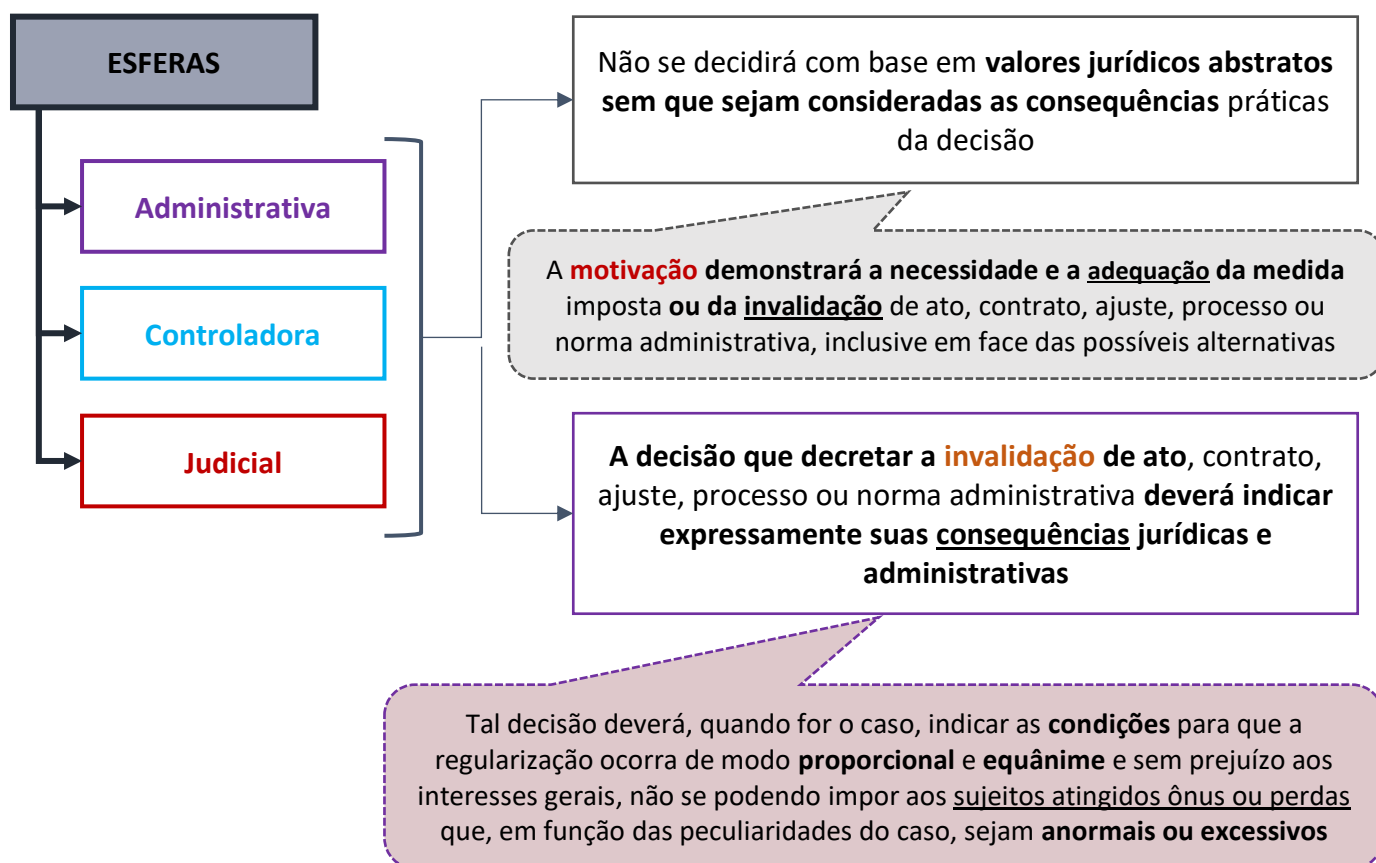 ESFERAS
Administrativa
Controladora
Judicial
Não se decidirá com base em valores jurídicos abstratos
sem que sejam consideradas as consequências práticas
da decisão
A motivação demonstrará a necessidade e a adequação da medida
imposta ou da invalidação de ato, contrato, ajuste, processo ou
norma administrativa, inclusive em face das possíveis alternativas
A decisão que decretar a invalidação de ato, contrato,
ajuste, processo ou norma administrativa deverá indicar
expressamente suas consequências jurídicas e
administrativas
Tal decisão deverá, quando for o caso, indicar as condições para que a
regularização ocorra de modo proporcional e equânime e sem prejuízo aos
interesses gerais, não se podendo impor aos sujeitos atingidos ônus ou perdas
que, em função das peculiaridades do caso, sejam anormais ou excessivos